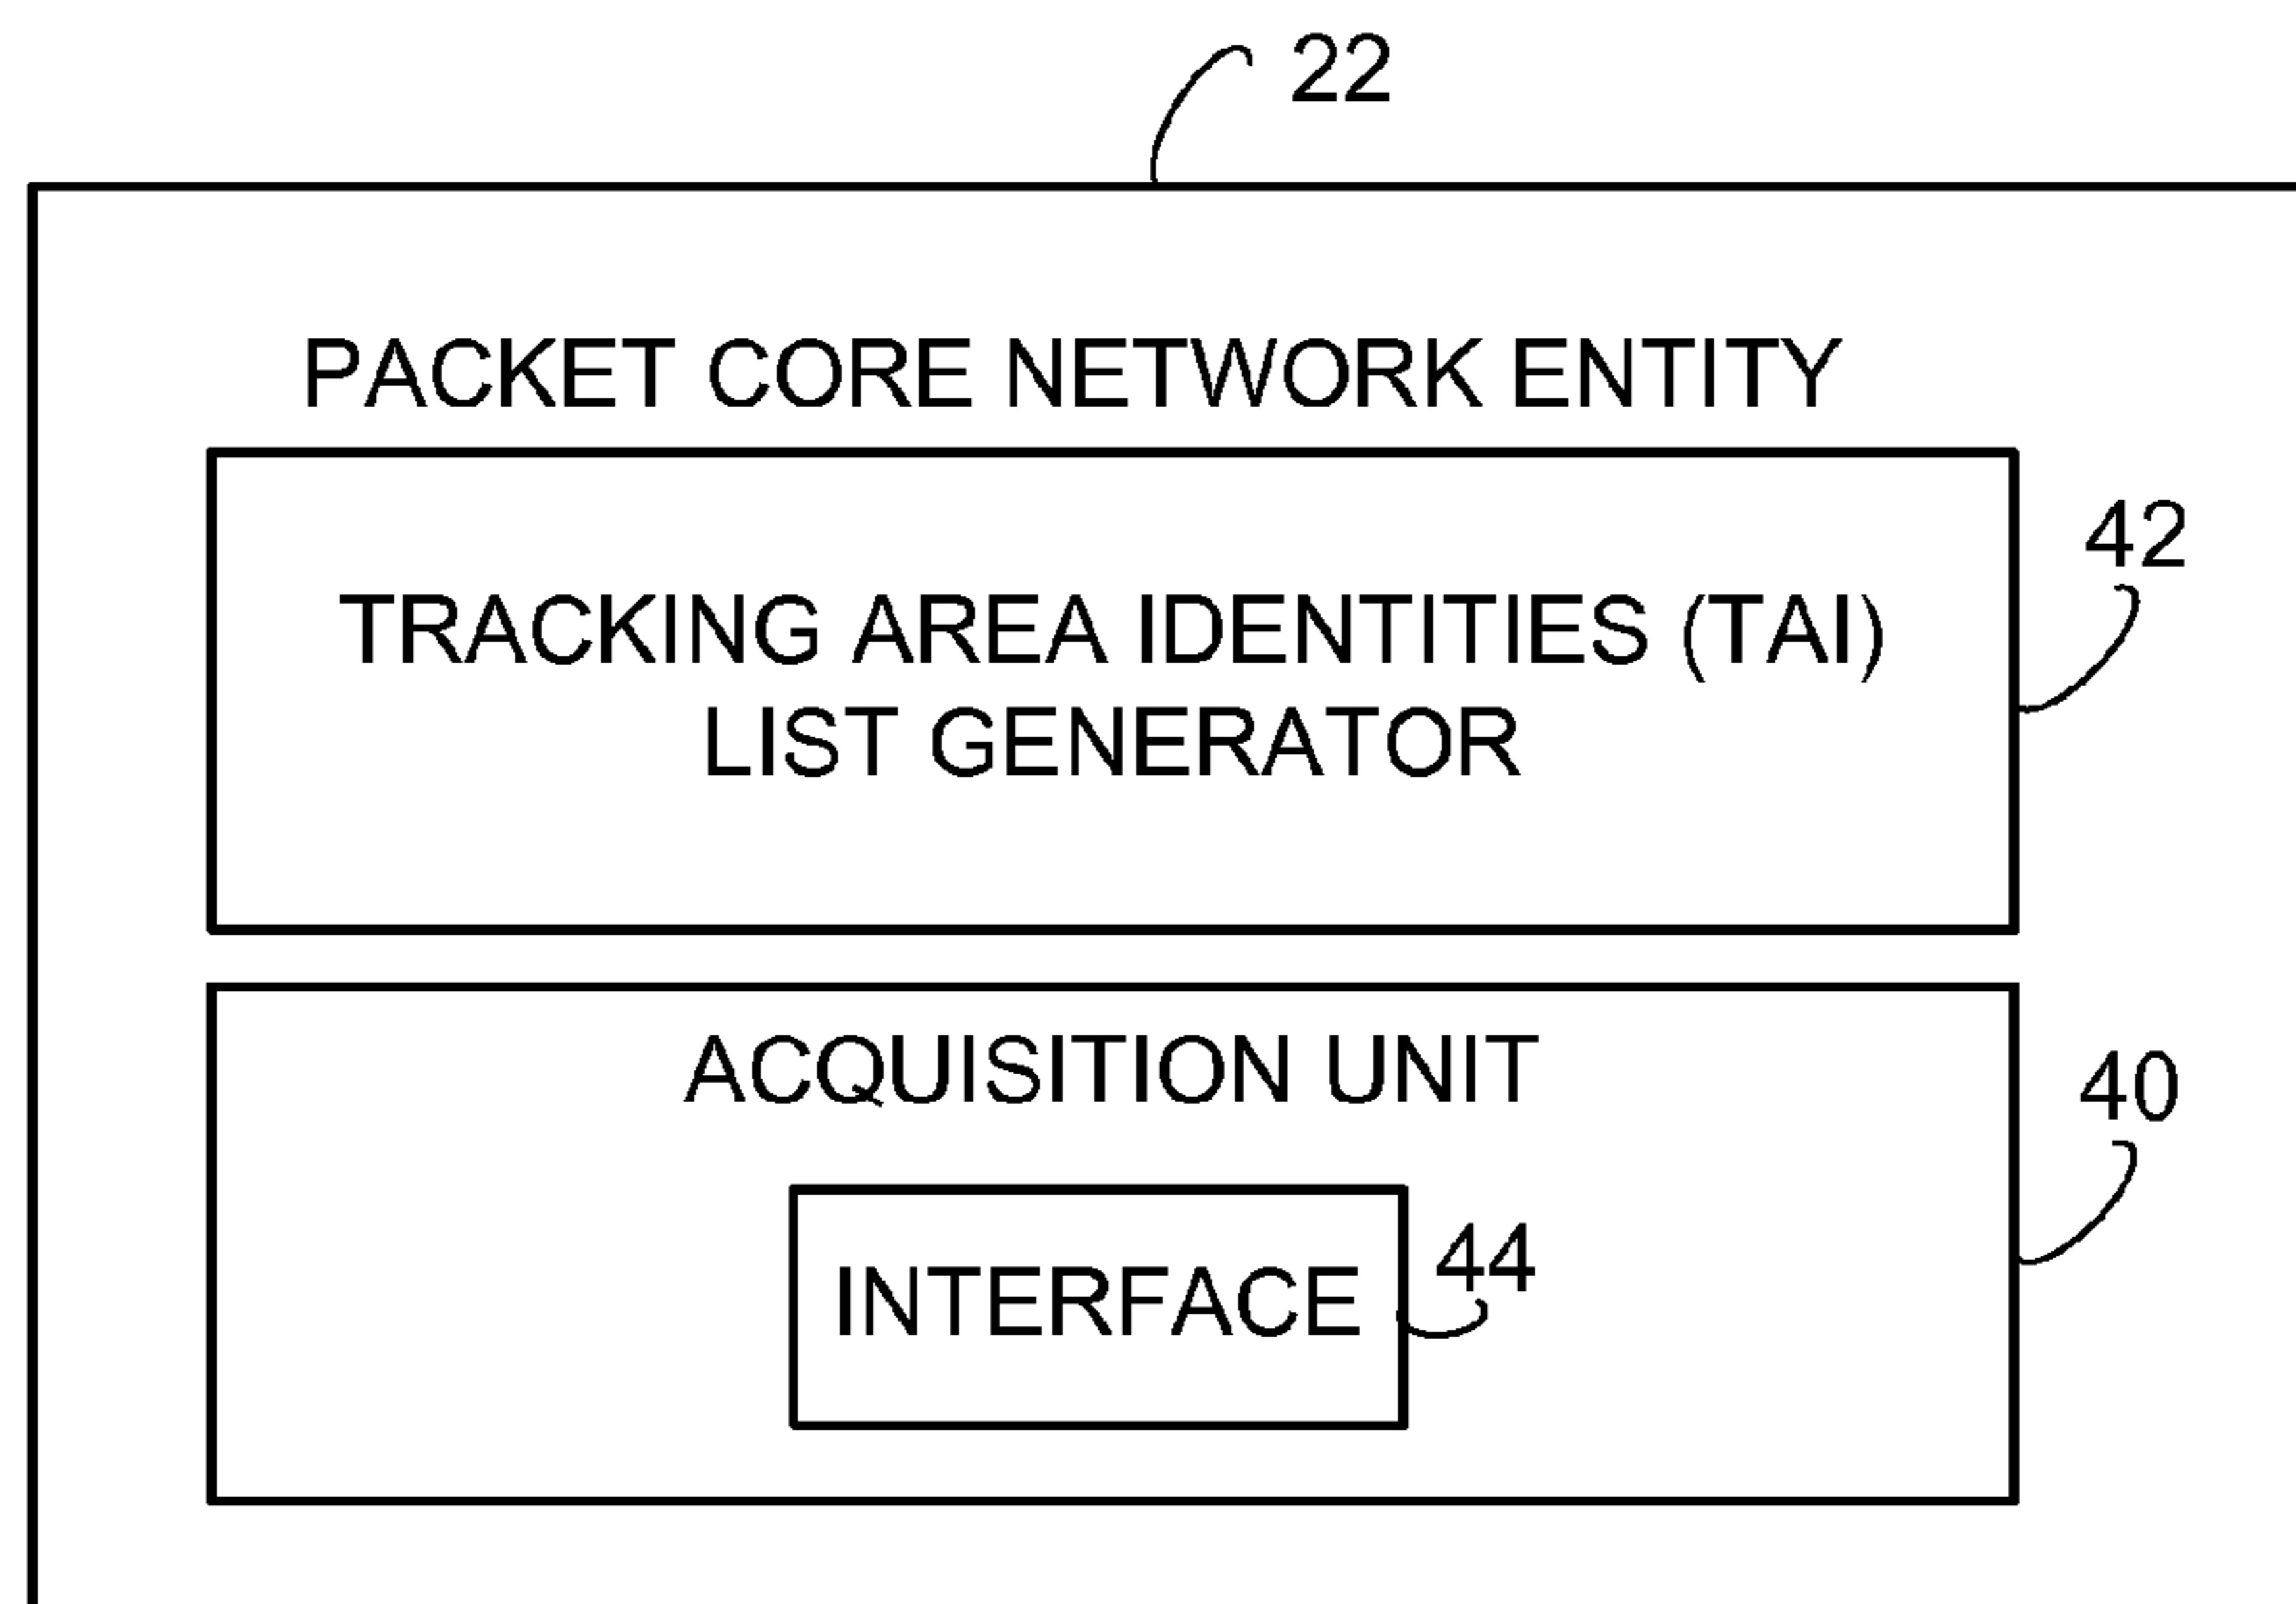 22
PACKET CORE NETWORK ENTITY
42
TRACKING AREA IDENTITIES (TAI)
LIST GENERATOR
ACQUISITION UNIT
40
44
INTERFACE